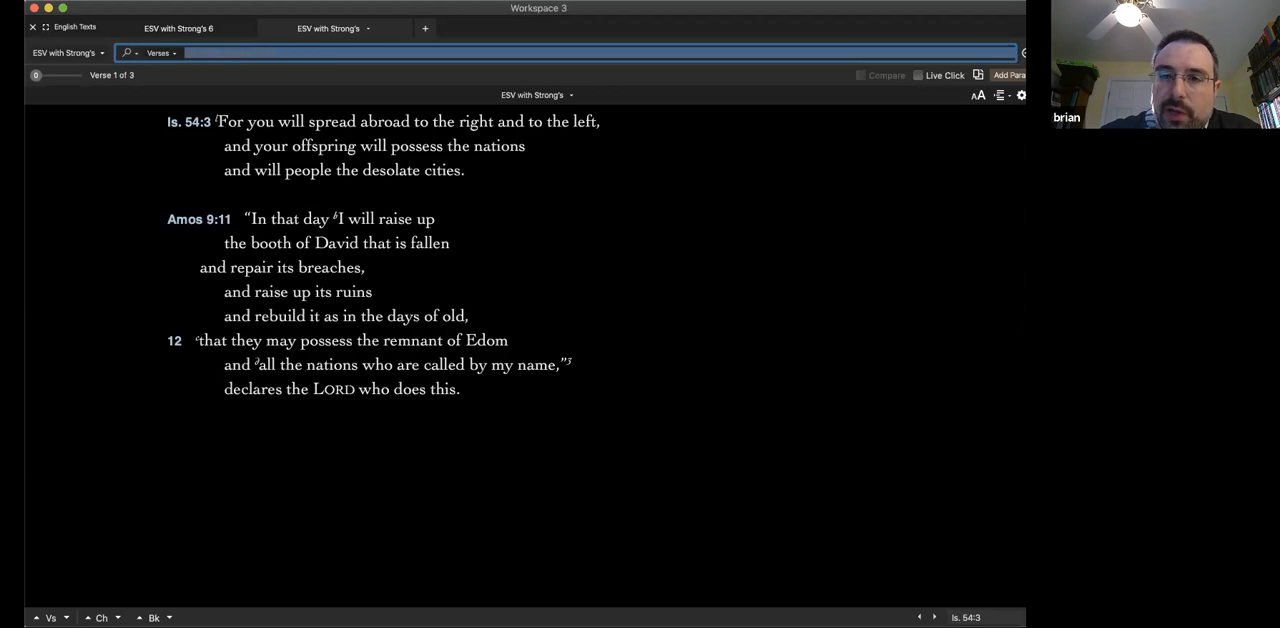 Workspace 3
English Texts
ESV with Strong's 6
ESV with Strong's
+
ESV with Strong's
Verses
0
Verse 1 of 3
Compare
Live Click
Add Para
ESV with Strong's
AA
brian
Is. 54:3 For you will spread abroad to the right and to the left,
and your offspring will possess the nations
and will people the desolate cities.
Amos 9:11 “In that day I will raise up
the booth of David that is fallen
and repair its breaches,
and raise up its ruins
and rebuild it as in the days of old,
12 that they may possess the remnant of Edom
and all the nations who are called by my name,”
declares the LORD who does this.
Vs Ch Bk
Is. 54:3